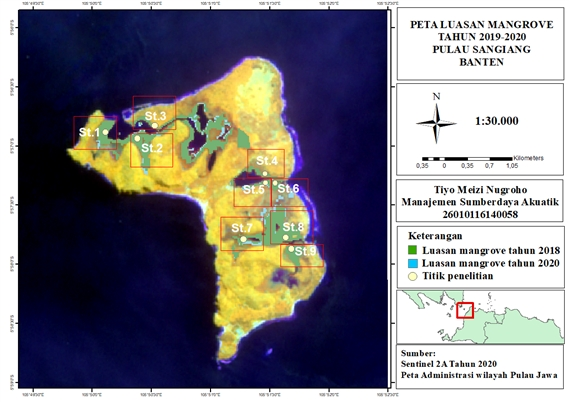 PETA LUASAN MANGROVE
TAHUN 2019-2020
PULAU SANGIANG
BANTEN
N
1:30.000
0,35 0 0,35 0,70 1,05 Kilometers
Tiyo Meizi Nugroho
Manajemen Sumberdaya Akuatik
26010116140058
Keterangan
Luasan mangrove tahun 2018
Luasan mangrove tahun 2020
Titik penelitian
Sumber:
Sentinel 2A Tahun 2020
Peta Administrasi wilayah Pulau Jawa
St.1
St.2
St.3
St.4
St.5
St.6
St.7
St.8
St.9